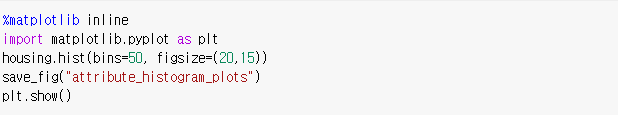 %matplotlib inline
import matplotlib.pyplot as plt
housing.hist(bins=50, figsize=(20,15))
save_fig("attribute_histogram_plots")
plt.show()